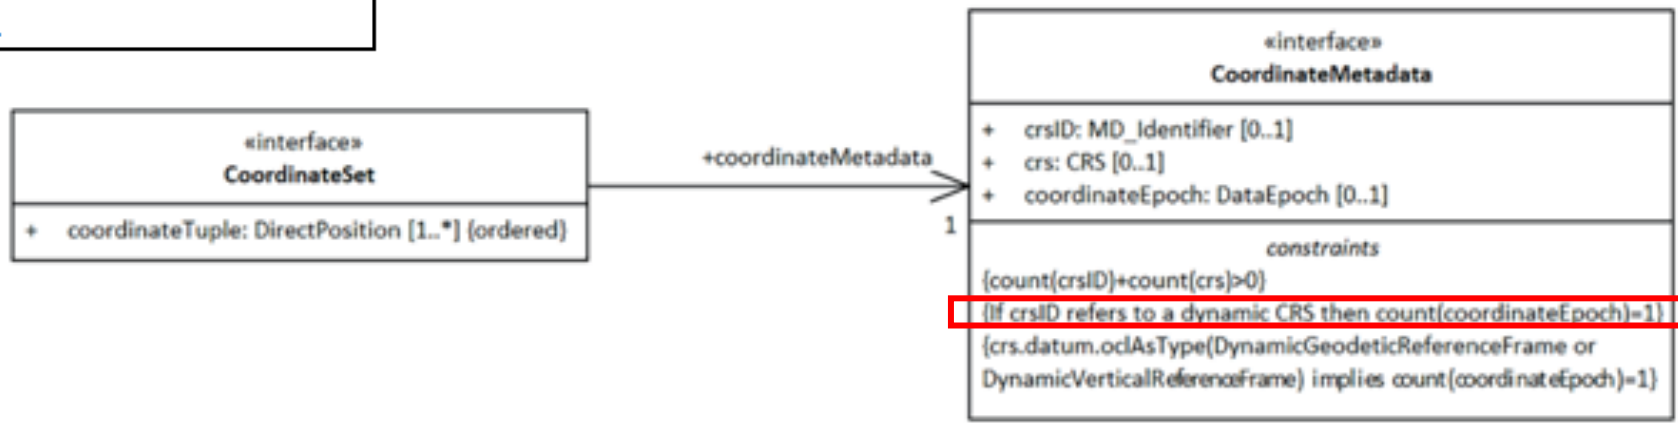 «interface»
CoordinateMetadata
+ crsID: MD_Identifier [0..1]
+ crs: CRS [0..1]
+ coordinateEpoch: DataEpoch [0..1]
constraints
{count(crsID)+count(crs)>0}
{If crsID refers to a dynamic CRS then count(coordinateEpoch)=1}
{crs.datum.oclAsType(DynamicGeodeticReferenceFrame or
DynamicVerticalReferenceFrame) implies count(coordinateEpoch)=1}
«interface»
CoordinateSet
+ coordinateTuple: DirectPosition [1..*] {ordered}
+coordinateMetadata
1